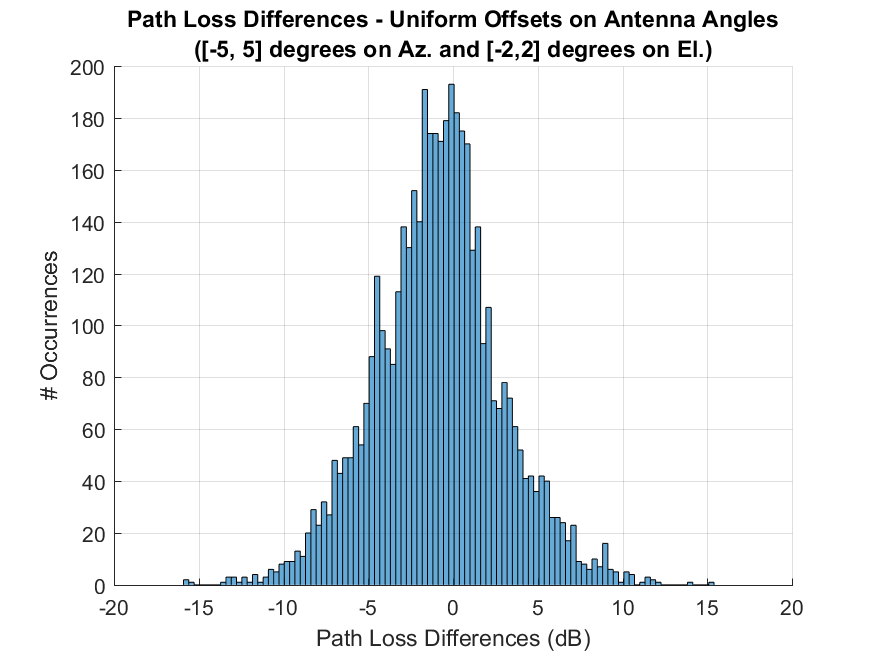 Path Loss Differences - Uniform Offsets on Antenna Angles
([-5, 5] degrees on Az. and [-2,2] degrees on El.)
200
180
160
140
120
100
80
60
40
20
0
# Occurrences
-20 -15 -10 -5 0 5 10 15 20
Path Loss Differences (dB)